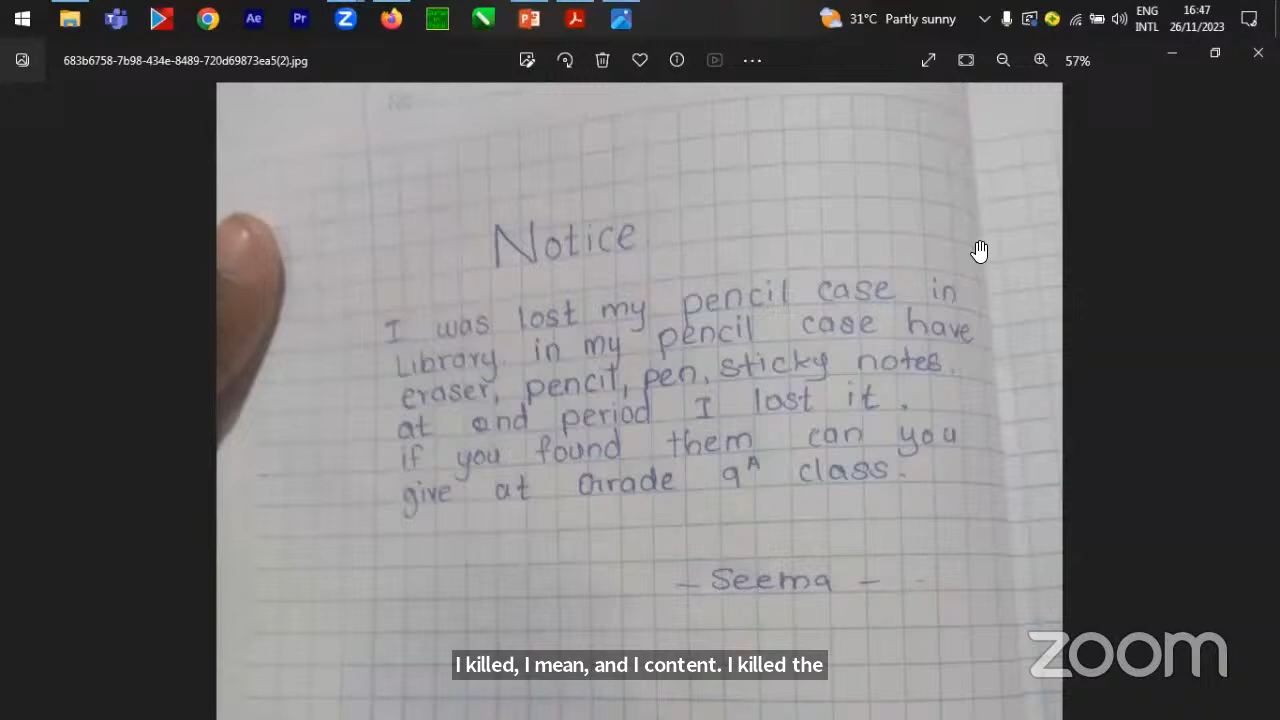 Ae
Pr
31°C Partly sunny
ENG
INTL
16:47
26/11/2023
683b6758-7b98-434e-8489-720d69873ea5(2).jpg
57%
Notice
I was lost my pencil case in
Library. in my pencil case have
eraser, pencil, pen, sticky notes.
at 2nd period I lost it.
if you found them can you
give at Grade 9A class.
- Seema -
I killed, I mean, and I content. I killed the
zoom